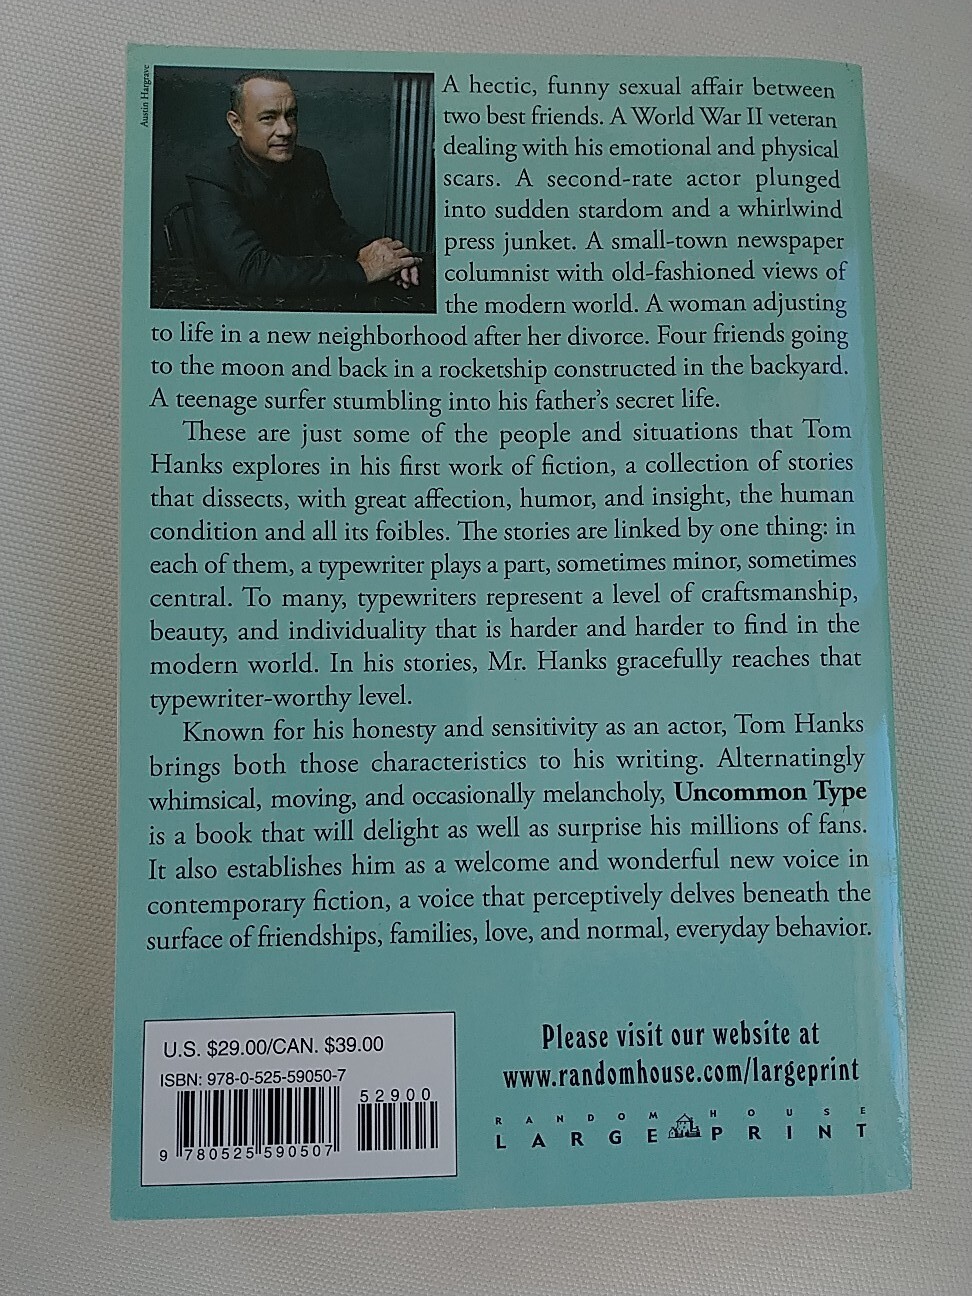 Austin Hargrave
A hectic, funny sexual affair between
two best friends. A World War II veteran
dealing with his emotional and physical
scars. A second-rate actor plunged
into sudden stardom and a whirlwind
press junket. A small-town newspaper
columnist with old-fashioned views of
the modern world. A woman adjusting
to life in a new neighborhood after her divorce. Four friends going
to the moon and back in a rocketship constructed in the backyard.
A teenage surfer stumbling into his father's secret life.
These are just some of the people and situations that Tom
Hanks explores in his first work of fiction, a collection of stories
that dissects, with great affection, humor, and insight, the human
condition and all its foibles. The stories are linked by one thing: in
each of them, a typewriter plays a part, sometimes minor, sometimes
central. To many, typewriters represent a level of craftsmanship,
beauty, and individuality that is harder and harder to find in the
modern world. In his stories, Mr. Hanks gracefully reaches that
typewriter-worthy level.
Known for his honesty and sensitivity as an actor, Tom Hanks
brings both those characteristics to his writing. Alternatingly
whimsical, moving, and occasionally melancholy, Uncommon Type
is a book that will delight as well as surprise his millions of fans.
It also establishes him as a welcome and wonderful new voice in
contemporary fiction, a voice that perceptively delves beneath the
surface of friendships, families, love, and normal, everyday behavior.
U.S. $29.00/CAN. $39.00
ISBN: 978-0-525-59050-7
52900
9 780525 590507
Please visit our website at
www.randomhouse.com/largeprint
RANDOM HOUSE
LARGE PRINT